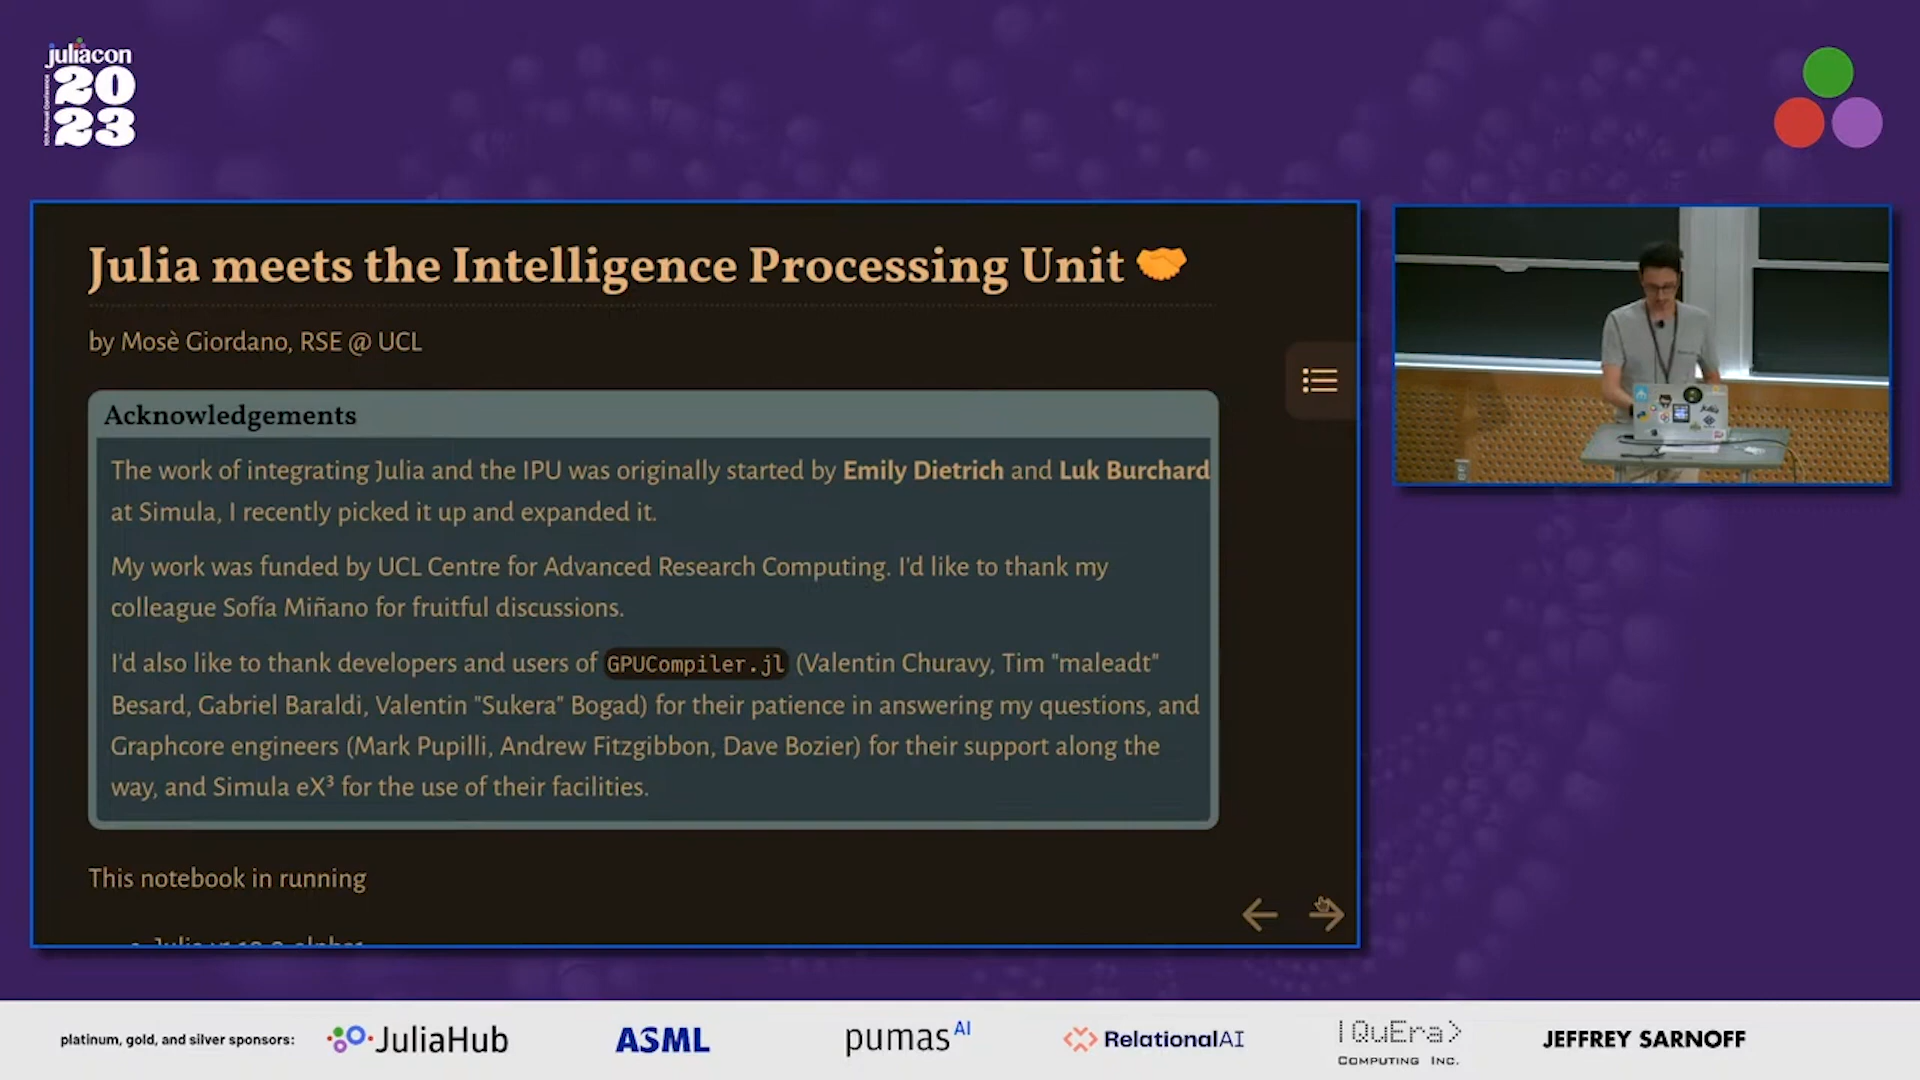 juliacon
20
23
10th Annual Conference
Julia meets the Intelligence Processing Unit
by Mosè Giordano, RSE @ UCL
Acknowledgements
The work of integrating Julia and the IPU was originally started by Emily Dietrich and Luk Burchard
at Simula, I recently picked it up and expanded it.
My work was funded by UCL Centre for Advanced Research Computing. I'd like to thank my
colleague Sofía Miñano for fruitful discussions.
I'd also like to thank developers and users of GPUCompiler.jl (Valentin Churavy, Tim "maleadt"
Besard, Gabriel Baraldi, Valentin "Sukera" Bogad) for their patience in answering my questions, and
Graphcore engineers (Mark Pupilli, Andrew Fitzgibbon, Dave Bozier) for their support along the
way, and Simula eX³ for the use of their facilities.
This notebook in running
platinum, gold, and silver sponsors:
JuliaHub
ASML
pumasAI
RelationalAI
|QuEra>
COMPUTING INC.
JEFFREY SARNOFF